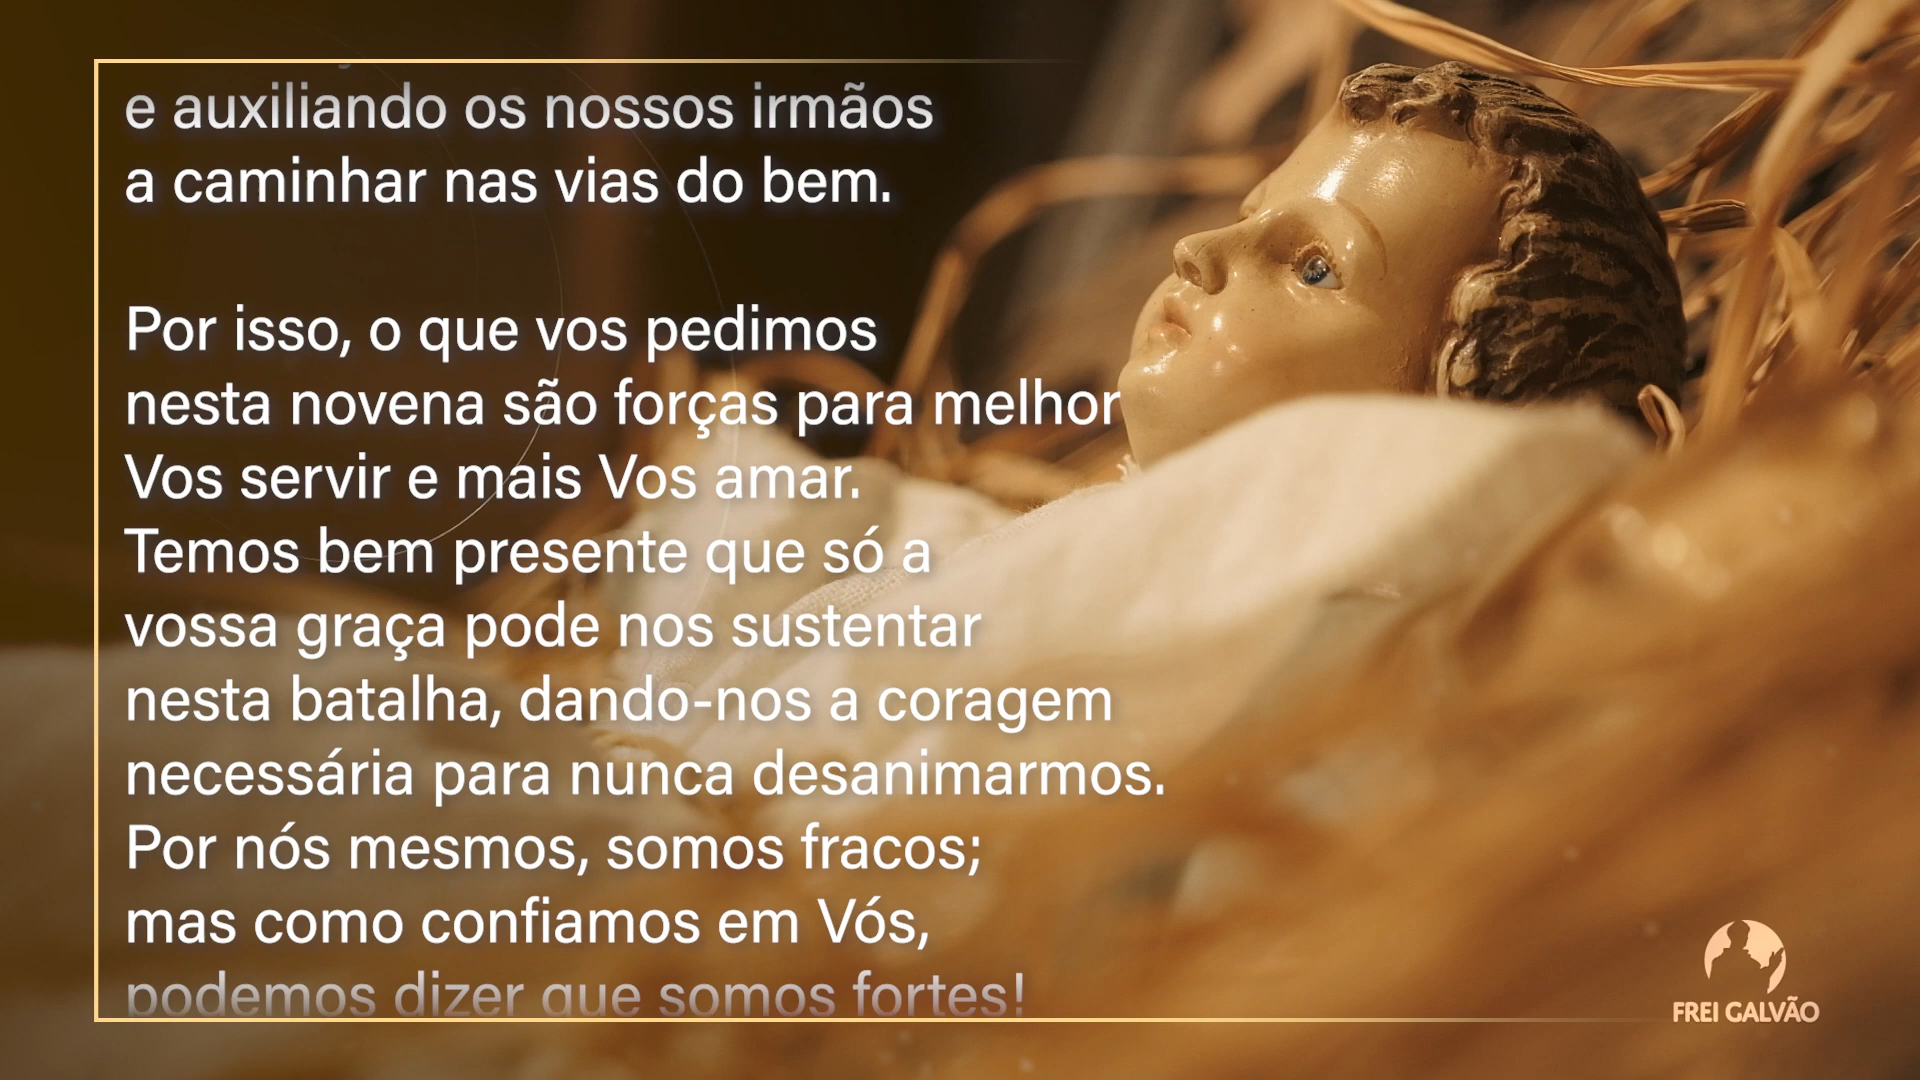 e auxiliando os nossos irmãos
a caminhar nas vias do bem.
Por isso, o que vos pedimos
nesta novena são forças para melhor
Vos servir e mais Vos amar.
Temos bem presente que só a
vossa graça pode nos sustentar
nesta batalha, dando-nos a coragem
necessária para nunca desanimarmos.
Por nós mesmos, somos fracos;
mas como confiamos em Vós,
podemos dizer que somos fortes!
FREI GALVÃO